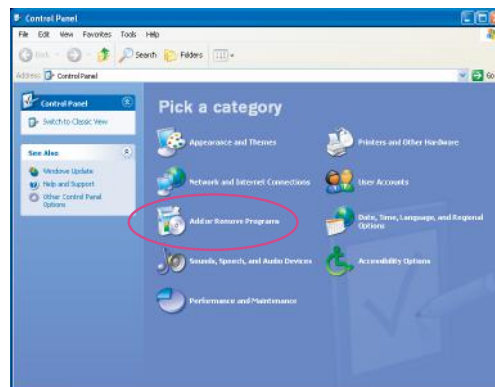 Control Panel
File Edit View Favorites Tools Help
Back Search Folders
Address Control Panel Go
Control Panel
Switch to Classic View
See Also
Windows Update
Help and Support
Other Control Panel
Options
Pick a category
Appearance and Themes
Printers and Other Hardware
Network and Internet Connections
User Accounts
Add or Remove Programs
Date, Time, Language, and Regional
Options
Sounds, Speech, and Audio Devices
Accessibility Options
Performance and Maintenance